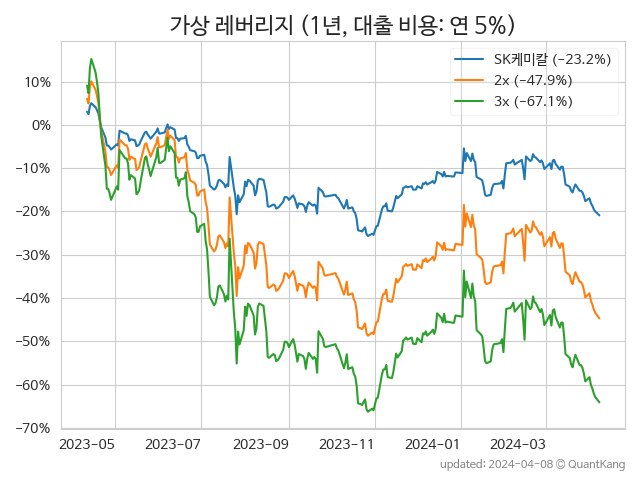 가상 레버리지 (1년, 대출 비용: 연 5%)
SK케미칼 (−23.2%)
2x (−47.9%)
3x (−67.1%)
10%
0%
−10%
−20%
−30%
−40%
−50%
−60%
−70%
2023-05 2023-07 2023-09 2023-11 2024-01 2024-03
updated: 2024-04-08 © QuantKang